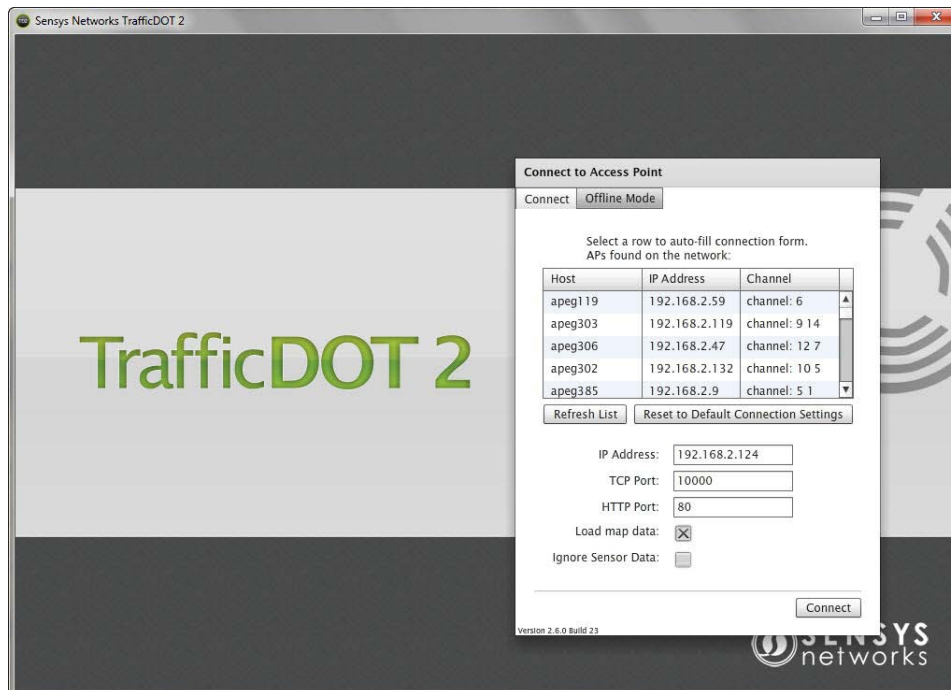 Sensys Networks TrafficDOT 2
TrafficDOT 2
Connect to Access Point
Connect Offline Mode
Select a row to auto-fill connection form.
APs found on the network:
Host IP Address Channel
apeg119 192.168.2.59 channel: 6
apeg303 192.168.2.119 channel: 9 14
apeg306 192.168.2.47 channel: 12 7
apeg302 192.168.2.132 channel: 10 5
apeg385 192.168.2.9 channel: 5 1
Refresh List Reset to Default Connection Settings
IP Address: 192.168.2.124
TCP Port: 10000
HTTP Port: 80
Load map data:
Ignore Sensor Data:
Connect
Version 2.6.0 Build 23
SENSYS
networks